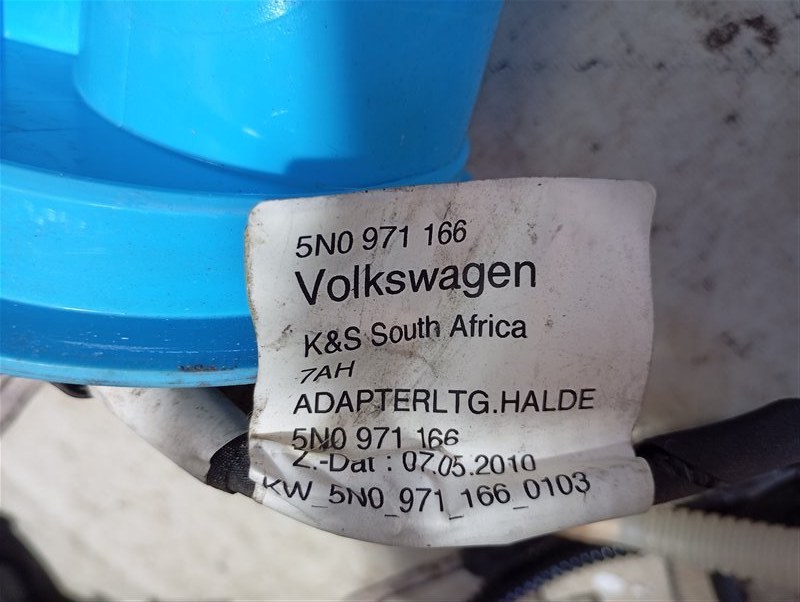 5N0 971 166
Volkswagen
K&S South Africa
7AH
ADAPTERLTG.HALDE
5N0 971 166
Z.-Dat : 07.05.2010
KW_5N0_971_166_0103